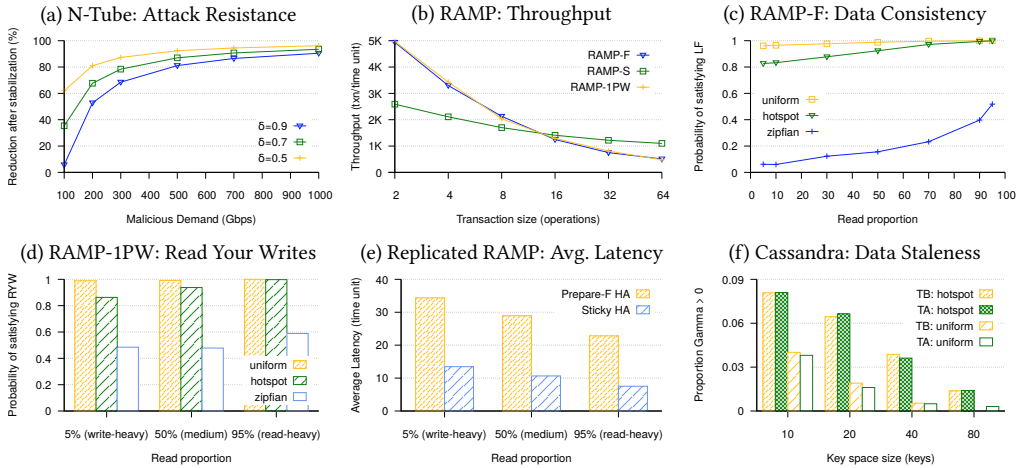 (a) N-Tube: Attack Resistance
Reduction after stabilization (%)
100
80
60
40
20
0
δ=0.9
δ=0.7
δ=0.5
100 200 300 400 500 600 700 800 900 1000
Malicious Demand (Gbps)
(b) RAMP: Throughput
Throughput (txn/time unit)
5K
4K
3K
2K
1K
0
RAMP-F
RAMP-S
RAMP-1PW
2 4 8 16 32 64
Transaction size (operations)
(c) RAMP-F: Data Consistency
Probability of satisfying LF
1
0.8
0.6
0.4
0.2
0
uniform
hotspot
zipfian
0 10 20 30 40 50 60 70 80 90 100
Read proportion
(d) RAMP-1PW: Read Your Writes
Probability of satisfying RYW
1
0.8
0.6
0.4
0.2
0
uniform
hotspot
zipfian
5% (write-heavy) 50% (medium) 95% (read-heavy)
Read proportion
(e) Replicated RAMP: Avg. Latency
Average Latency (time unit)
40
30
20
10
0
Prepare-F HA
Sticky HA
5% (write-heavy) 50% (medium) 95% (read-heavy)
Read proportion
(f) Cassandra: Data Staleness
Proportion Gamma > 0
0.09
0.06
0.03
0
TB: hotspot
TA: hotspot
TB: uniform
TA: uniform
10 20 40 80
Key space size (keys)